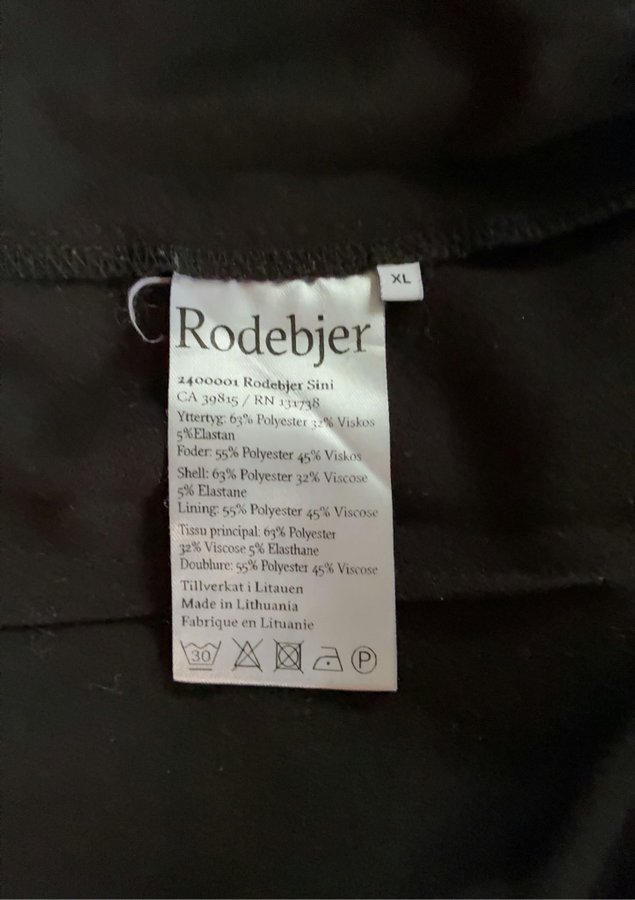 XL
Rodebjer
2400001 Rodebjer Sini
CA 39815 / RN 131738
Yttertyg: 63% Polyester 32% Viskos
5%Elastan
Foder: 55% Polyester 45% Viskos
Shell: 63% Polyester 32% Viscose
5% Elastane
Lining: 55% Polyester 45% Viscose
Tissu principal: 63% Polyester
32% Viscose 5% Elasthane
Doublure: 55% Polyester 45% Viscose
Tillverkat i Litauen
Made in Lithuania
Fabrique en Lituanie
30 P